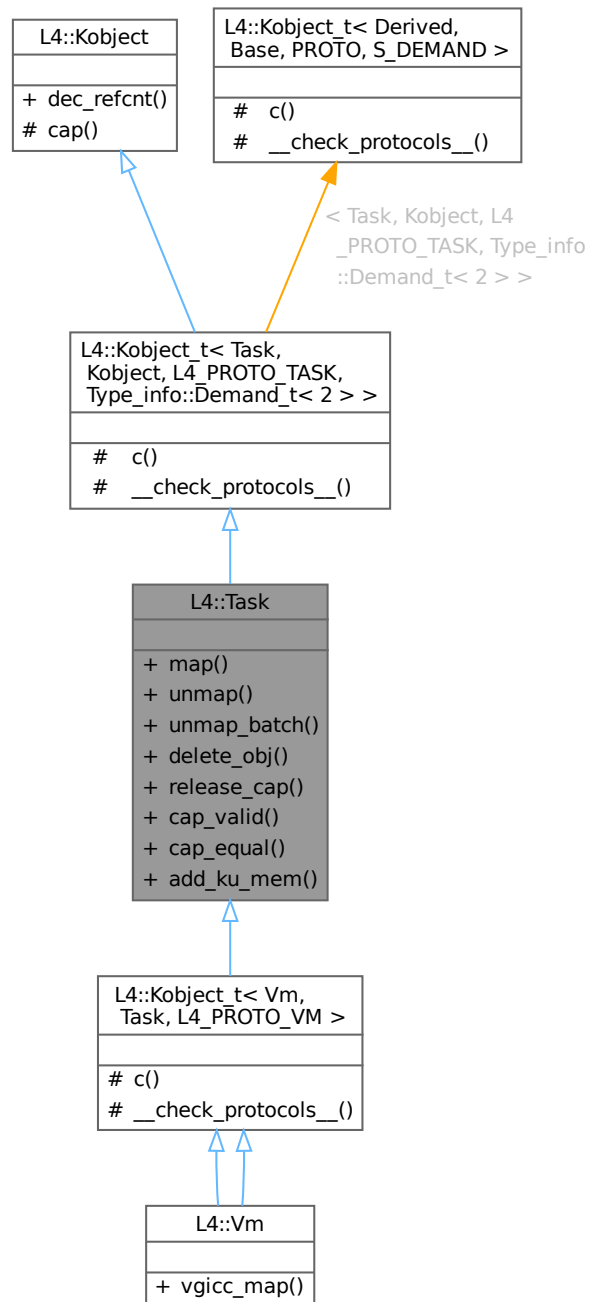 L4::Kobject
+ dec_refcnt()
# cap()
L4::Kobject_t< Derived,
Base, PROTO, S_DEMAND >
# c()
# __check_protocols__()
< Task, Kobject, L4
_PROTO_TASK, Type_info
::Demand_t< 2 > >
L4::Kobject_t< Task,
Kobject, L4_PROTO_TASK,
Type_info::Demand_t< 2 > >
# c()
# __check_protocols__()
L4::Task
+ map()
+ unmap()
+ unmap_batch()
+ delete_obj()
+ release_cap()
+ cap_valid()
+ cap_equal()
+ add_ku_mem()
L4::Kobject_t< Vm,
Task, L4_PROTO_VM >
# c()
# __check_protocols__()
L4::Vm
+ vgicc_map()